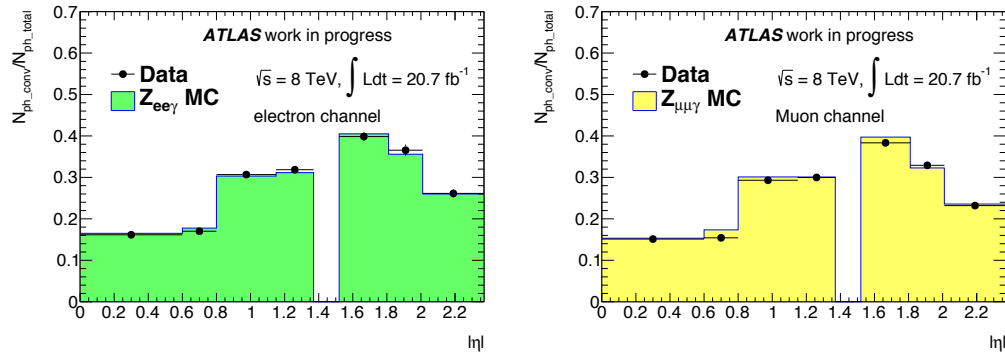 N_ph_conv/N_ph_total
0.7
0.6
0.5
0.4
0.3
0.2
0.1
0
ATLAS work in progress
Data
Z_eeγ MC
√s = 8 TeV, ∫ Ldt = 20.7 fb⁻¹
electron channel
0 0.2 0.4 0.6 0.8 1 1.2 1.4 1.6 1.8 2 2.2
|η|
N_ph_conv/N_ph_total
0.7
0.6
0.5
0.4
0.3
0.2
0.1
0
ATLAS work in progress
Data
Z_μμγ MC
√s = 8 TeV, ∫ Ldt = 20.7 fb⁻¹
Muon channel
0 0.2 0.4 0.6 0.8 1 1.2 1.4 1.6 1.8 2 2.2
|η|